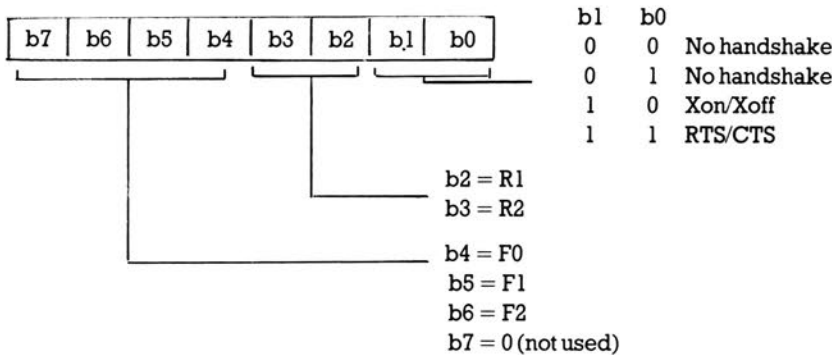 b1 b0
b7 b6 b5 b4 b3 b2 b1 b0
0 0 No handshake
0 1 No handshake
1 0 Xon/Xoff
1 1 RTS/CTS
b2 = R1
b3 = R2
b4 = F0
b5 = F1
b6 = F2
b7 = 0 (not used)